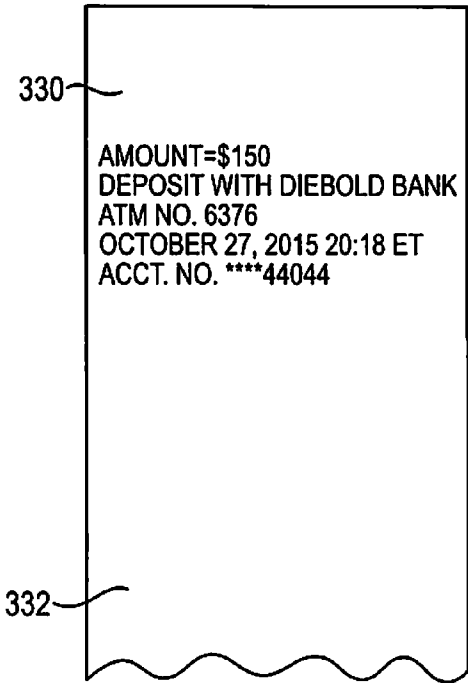 330
AMOUNT=$150
DEPOSIT WITH DIEBOLD BANK
ATM NO. 6376
OCTOBER 27, 2015 20:18 ET
ACCT. NO. ****44044
332